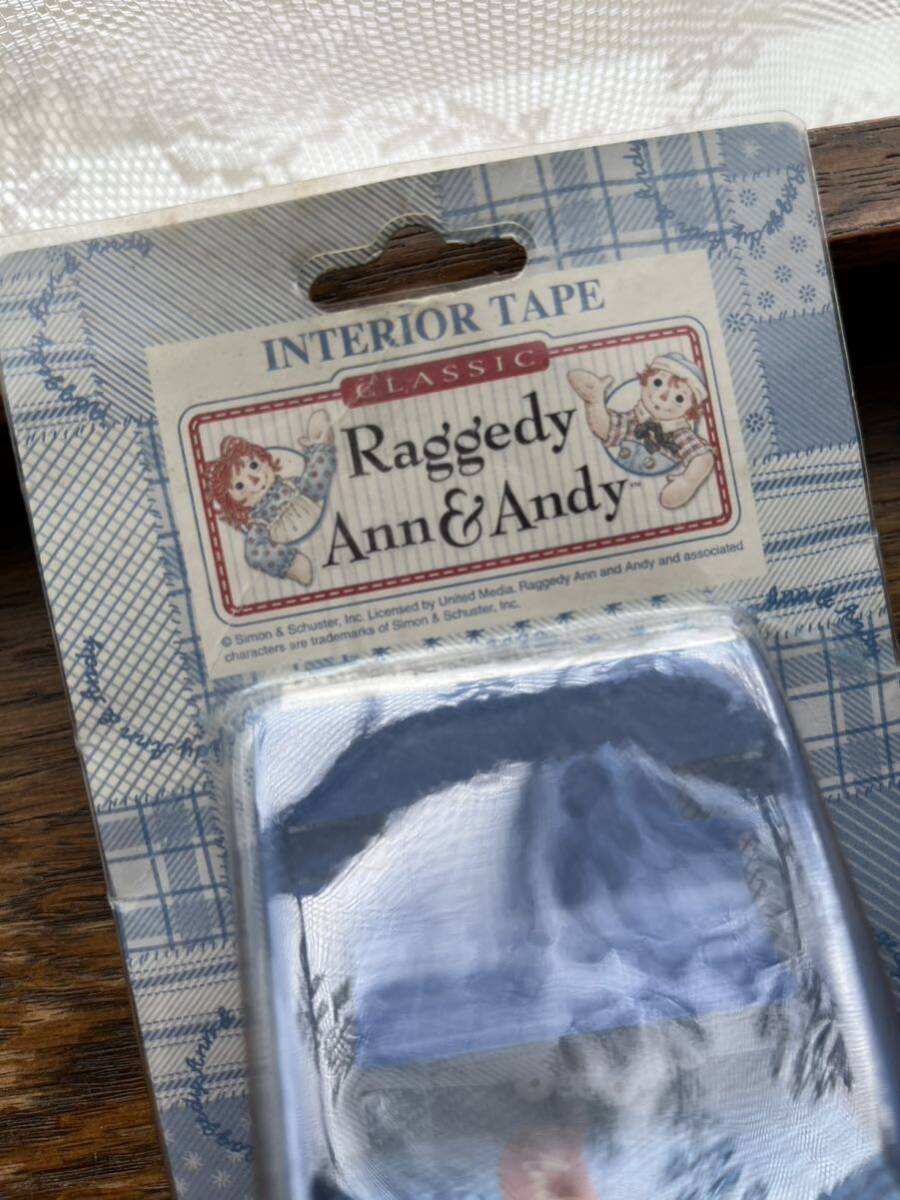 INTERIOR TAPE
CLASSIC
Raggedy
Ann & Andy™
© Simon & Schuster, Inc. Licensed by United Media. Raggedy Ann and Andy and associated
characters are trademarks of Simon & Schuster, Inc.